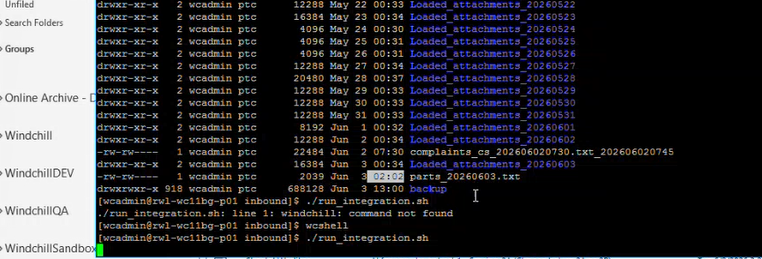 Unfiled
Search Folders
Groups
Online Archive - D
Windchill
WindchillDEV
WindchillQA
WindchillSandbox
drwxr-xr-x 2 wcadmin ptc 12288 May 22 00:33 Loaded_attachments_20260522
drwxr-xr-x 2 wcadmin ptc 16384 May 23 00:34 Loaded_attachments_20260523
drwxr-xr-x 2 wcadmin ptc 4096 May 24 00:30 Loaded_attachments_20260524
drwxr-xr-x 2 wcadmin ptc 4096 May 25 00:31 Loaded_attachments_20260525
drwxr-xr-x 2 wcadmin ptc 4096 May 26 00:31 Loaded_attachments_20260526
drwxr-xr-x 2 wcadmin ptc 12288 May 27 00:34 Loaded_attachments_20260527
drwxr-xr-x 2 wcadmin ptc 20480 May 28 00:37 Loaded_attachments_20260528
drwxr-xr-x 2 wcadmin ptc 12288 May 29 00:33 Loaded_attachments_20260529
drwxr-xr-x 2 wcadmin ptc 12288 May 30 00:33 Loaded_attachments_20260530
drwxr-xr-x 2 wcadmin ptc 12288 May 31 00:33 Loaded_attachments_20260531
drwxr-xr-x 2 wcadmin ptc 8192 Jun 1 00:32 Loaded_attachments_20260601
drwxr-xr-x 2 wcadmin ptc 12288 Jun 2 00:34 Loaded_attachments_20260602
-rw-rw---- 1 wcadmin ptc 22484 Jun 2 07:30 complaints_cs_202606020730.txt_202606020745
drwxr-xr-x 2 wcadmin ptc 16384 Jun 3 00:34 Loaded_attachments_20260603
-rw-rw---- 1 wcadmin ptc 2039 Jun 3 02:02 parts_20260603.txt
drwxrwxrwx 918 wcadmin ptc 688128 Jun 3 13:00 backup
[wcadmin@rwl-wc11bg-p01 inbound]$ ./run_integration.sh
./run_integration.sh: line 1: windchill: command not found
[wcadmin@rwl-wc11bg-p01 inbound]$ wcshell
[wcadmin@rwl-wc11bg-p01 inbound]$ ./run_integration.sh